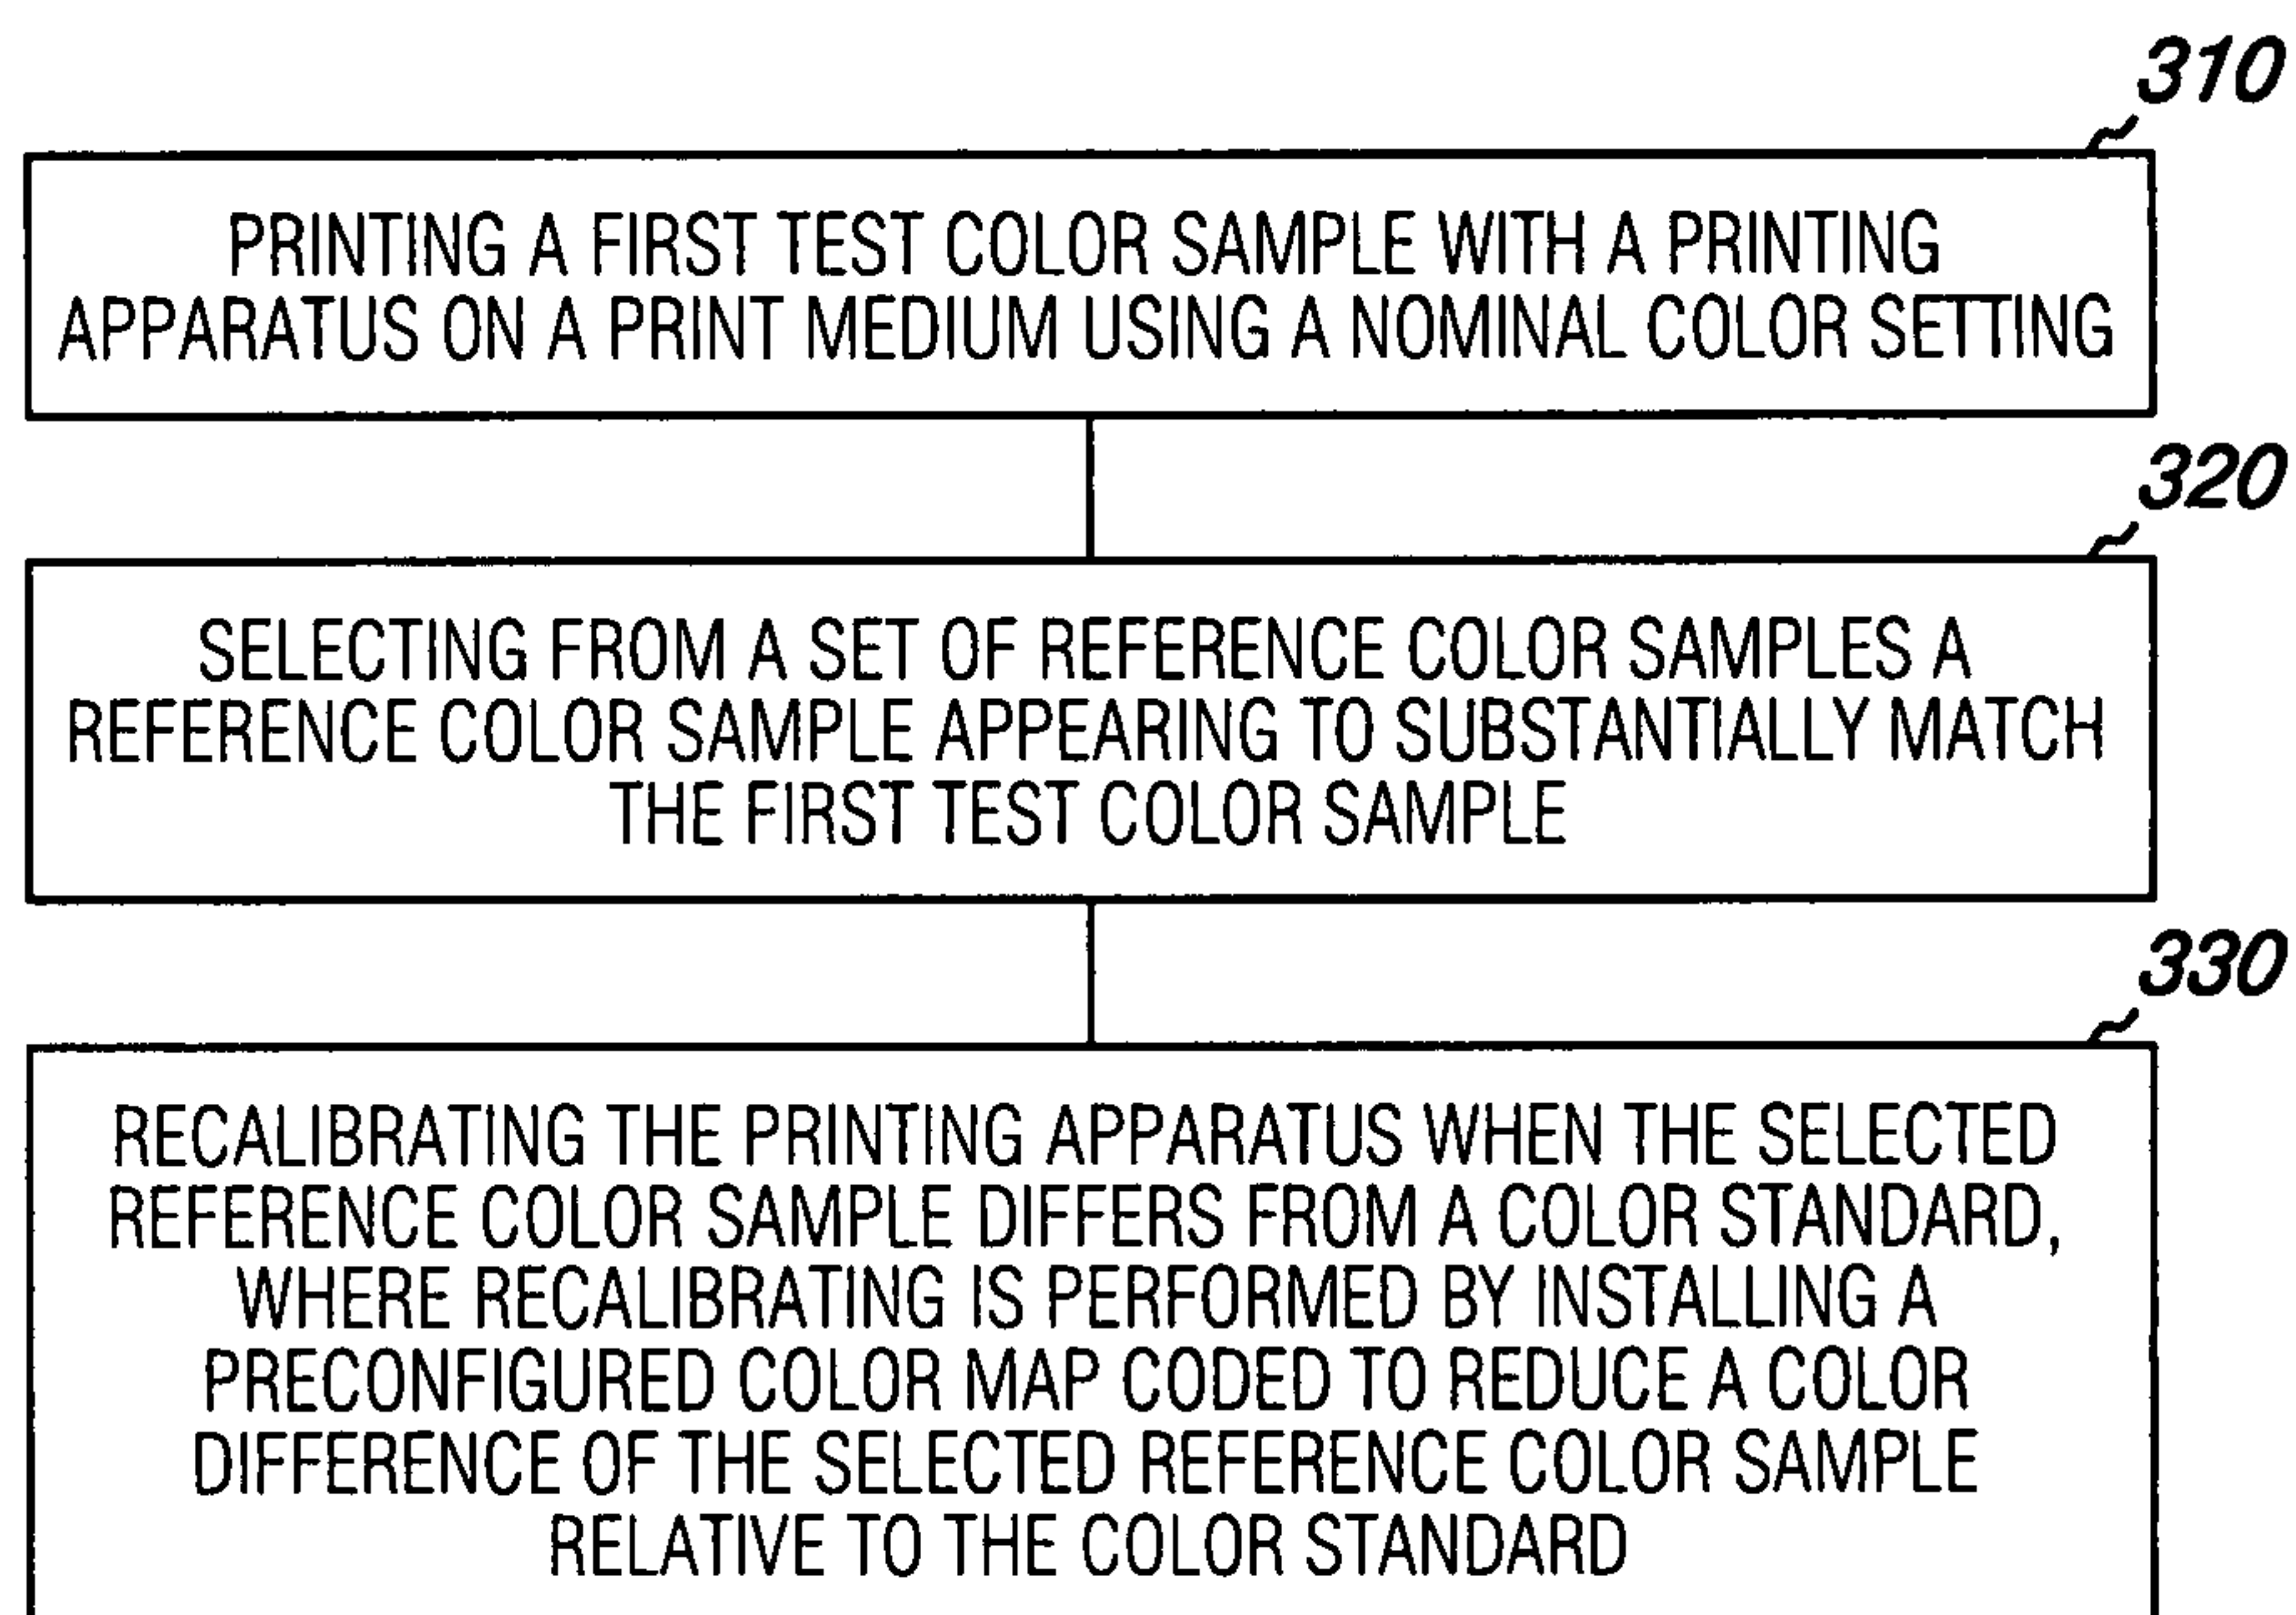 310
PRINTING A FIRST TEST COLOR SAMPLE WITH A PRINTING
APPARATUS ON A PRINT MEDIUM USING A NOMINAL COLOR SETTING
320
SELECTING FROM A SET OF REFERENCE COLOR SAMPLES A
REFERENCE COLOR SAMPLE APPEARING TO SUBSTANTIALLY MATCH
THE FIRST TEST COLOR SAMPLE
330
RECALIBRATING THE PRINTING APPARATUS WHEN THE SELECTED
REFERENCE COLOR SAMPLE DIFFERS FROM A COLOR STANDARD,
WHERE RECALIBRATING IS PERFORMED BY INSTALLING A
PRECONFIGURED COLOR MAP CODED TO REDUCE A COLOR
DIFFERENCE OF THE SELECTED REFERENCE COLOR SAMPLE
RELATIVE TO THE COLOR STANDARD